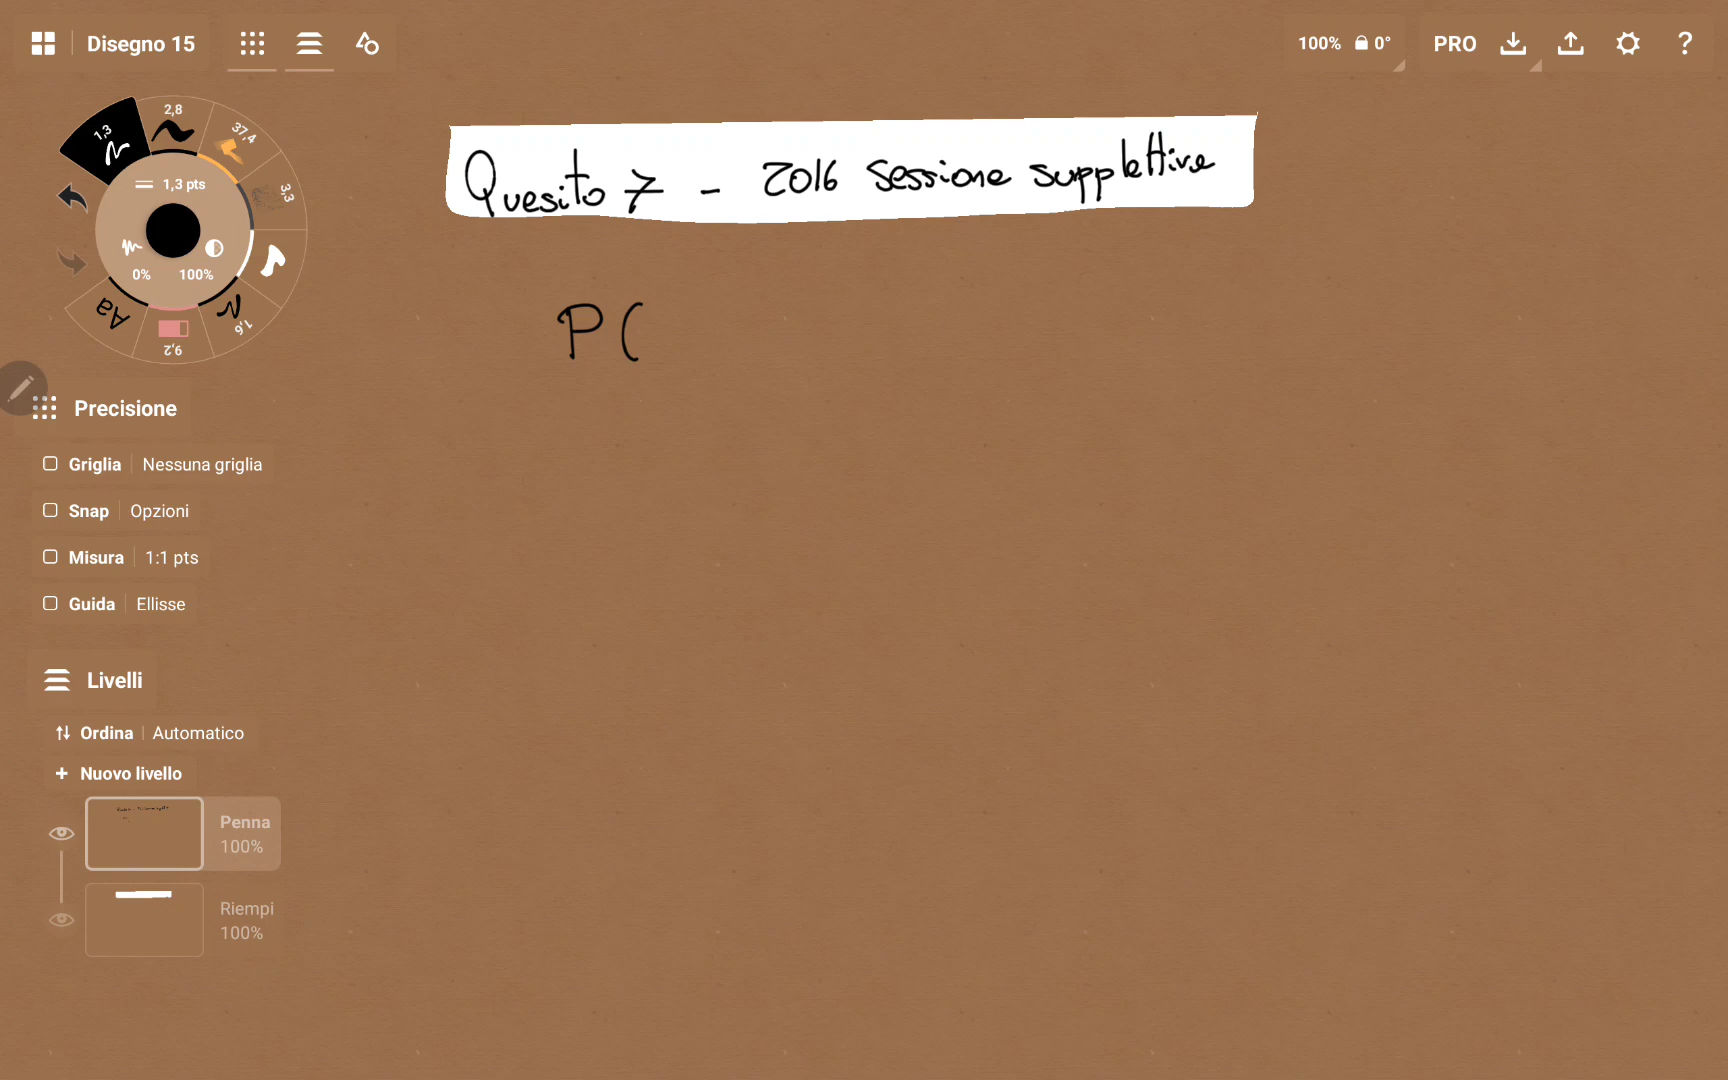 Disegno 15
100% 0°
PRO
?
1,3
2,8
37,4
3,3
1,6
9,2
Aa
1,3 pts
0% 100%
Quesito 7 - 2016 sessione supplettiva
P (
Precisione
Griglia Nessuna griglia
Snap Opzioni
Misura 1:1 pts
Guida Ellisse
Livelli
Ordina Automatico
+ Nuovo livello
Penna
100%
Riempi
100%